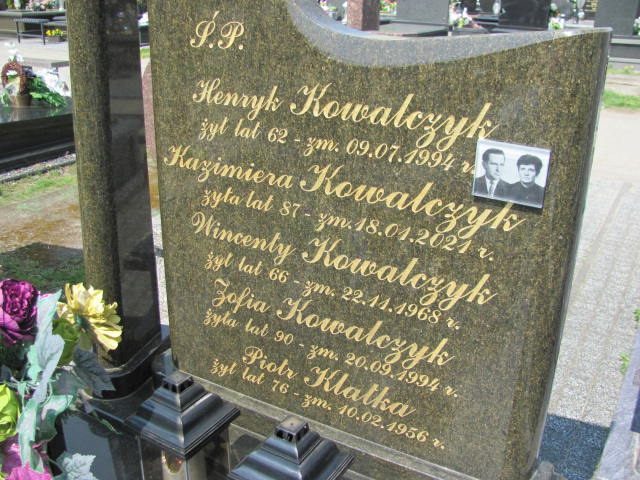 Ś.P.
Henryk Kowalczyk
żył lat 62 - zm. 09.07.1994 r.
Kazimiera Kowalczyk
żyła lat 87 - zm. 18.01.2021 r.
Wincenty Kowalczyk
żył lat 66 - zm. 22.11.1968 r.
Zofia Kowalczyk
żyła lat 90 - zm. 20.09.1994 r.
Piotr Klatka
żył lat 76 - zm. 10.02.1956 r.